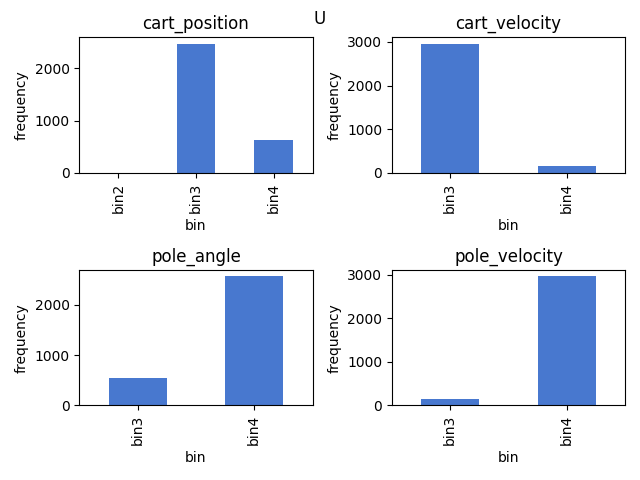 U
cart_position
frequency
2000
1000
0
bin2
bin3
bin4
bin
cart_velocity
frequency
3000
2000
1000
0
bin3
bin4
bin
pole_angle
frequency
2000
1000
0
bin3
bin4
bin
pole_velocity
frequency
3000
2000
1000
0
bin3
bin4
bin